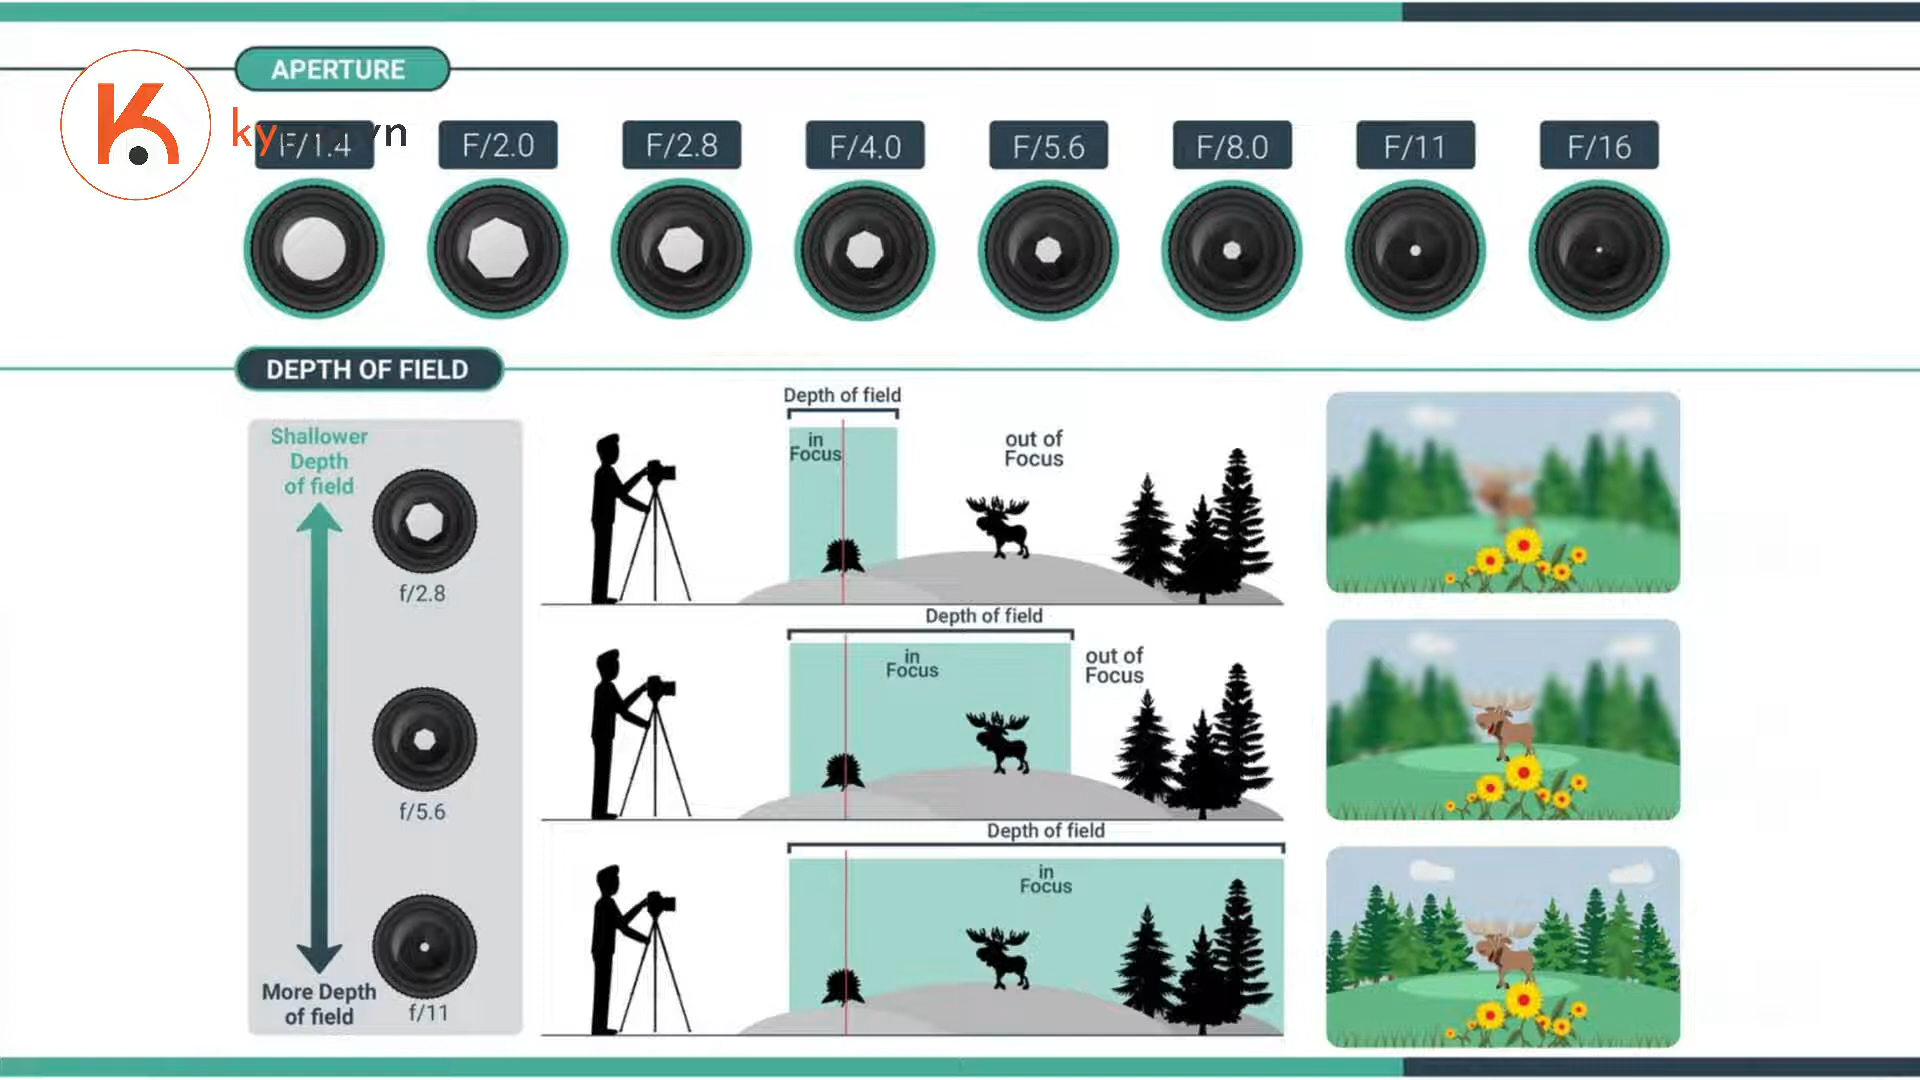 APERTURE
F/1.4
F/2.0
F/2.8
F/4.0
F/5.6
F/8.0
F/11
F/16
DEPTH OF FIELD
Shallower
Depth
of field
f/2.8
f/5.6
More Depth
of field
f/11
Depth of field
in
Focus
out of
Focus
Depth of field
in
Focus
out of
Focus
Depth of field
in
Focus